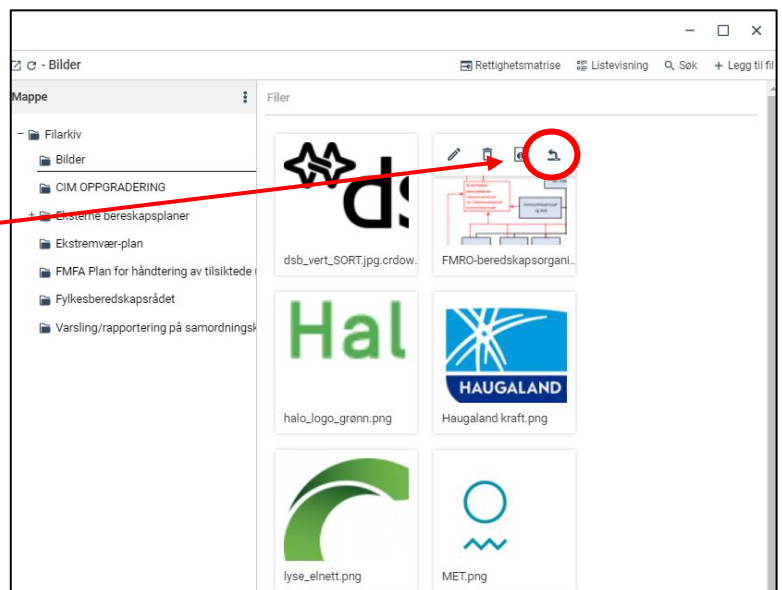 - Bilder
Rettighetsmatrise
Listevisning
Søk
+ Legg til fil
Mappe
Filer
Filarkiv
Bilder
CIM OPPGRADERING
Eksterne bereskapsplaner
Ekstremvær-plan
FMFA Plan for håndtering av tilsiktede
Fylkesberedskapsrådet
Varsling/rapportering på samordningsk
ds
dsb_vert_SORT.jpg.crdow.
FMRO-beredskapsorgani..
Hal
HAUGALAND
halo_logo_grønn.png
Haugaland kraft.png
lyse_elnett.png
MET.png